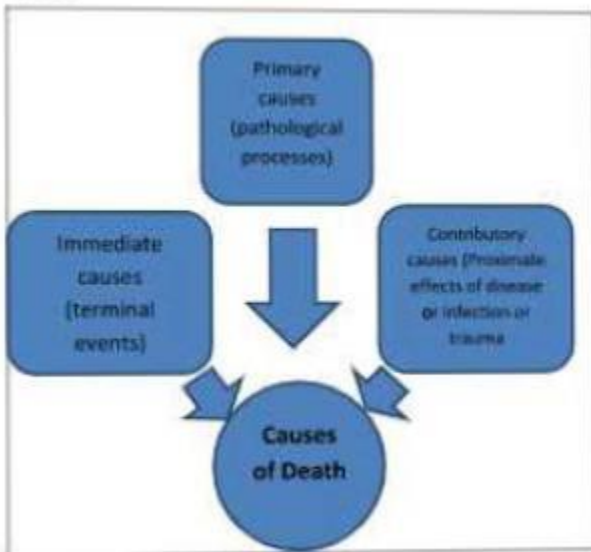 Primary
causes
(pathological
processes)
Immediate
causes
(terminal
events)
Contributory
causes (Proximate
effects of disease
or infection or
trauma
Causes
of Death